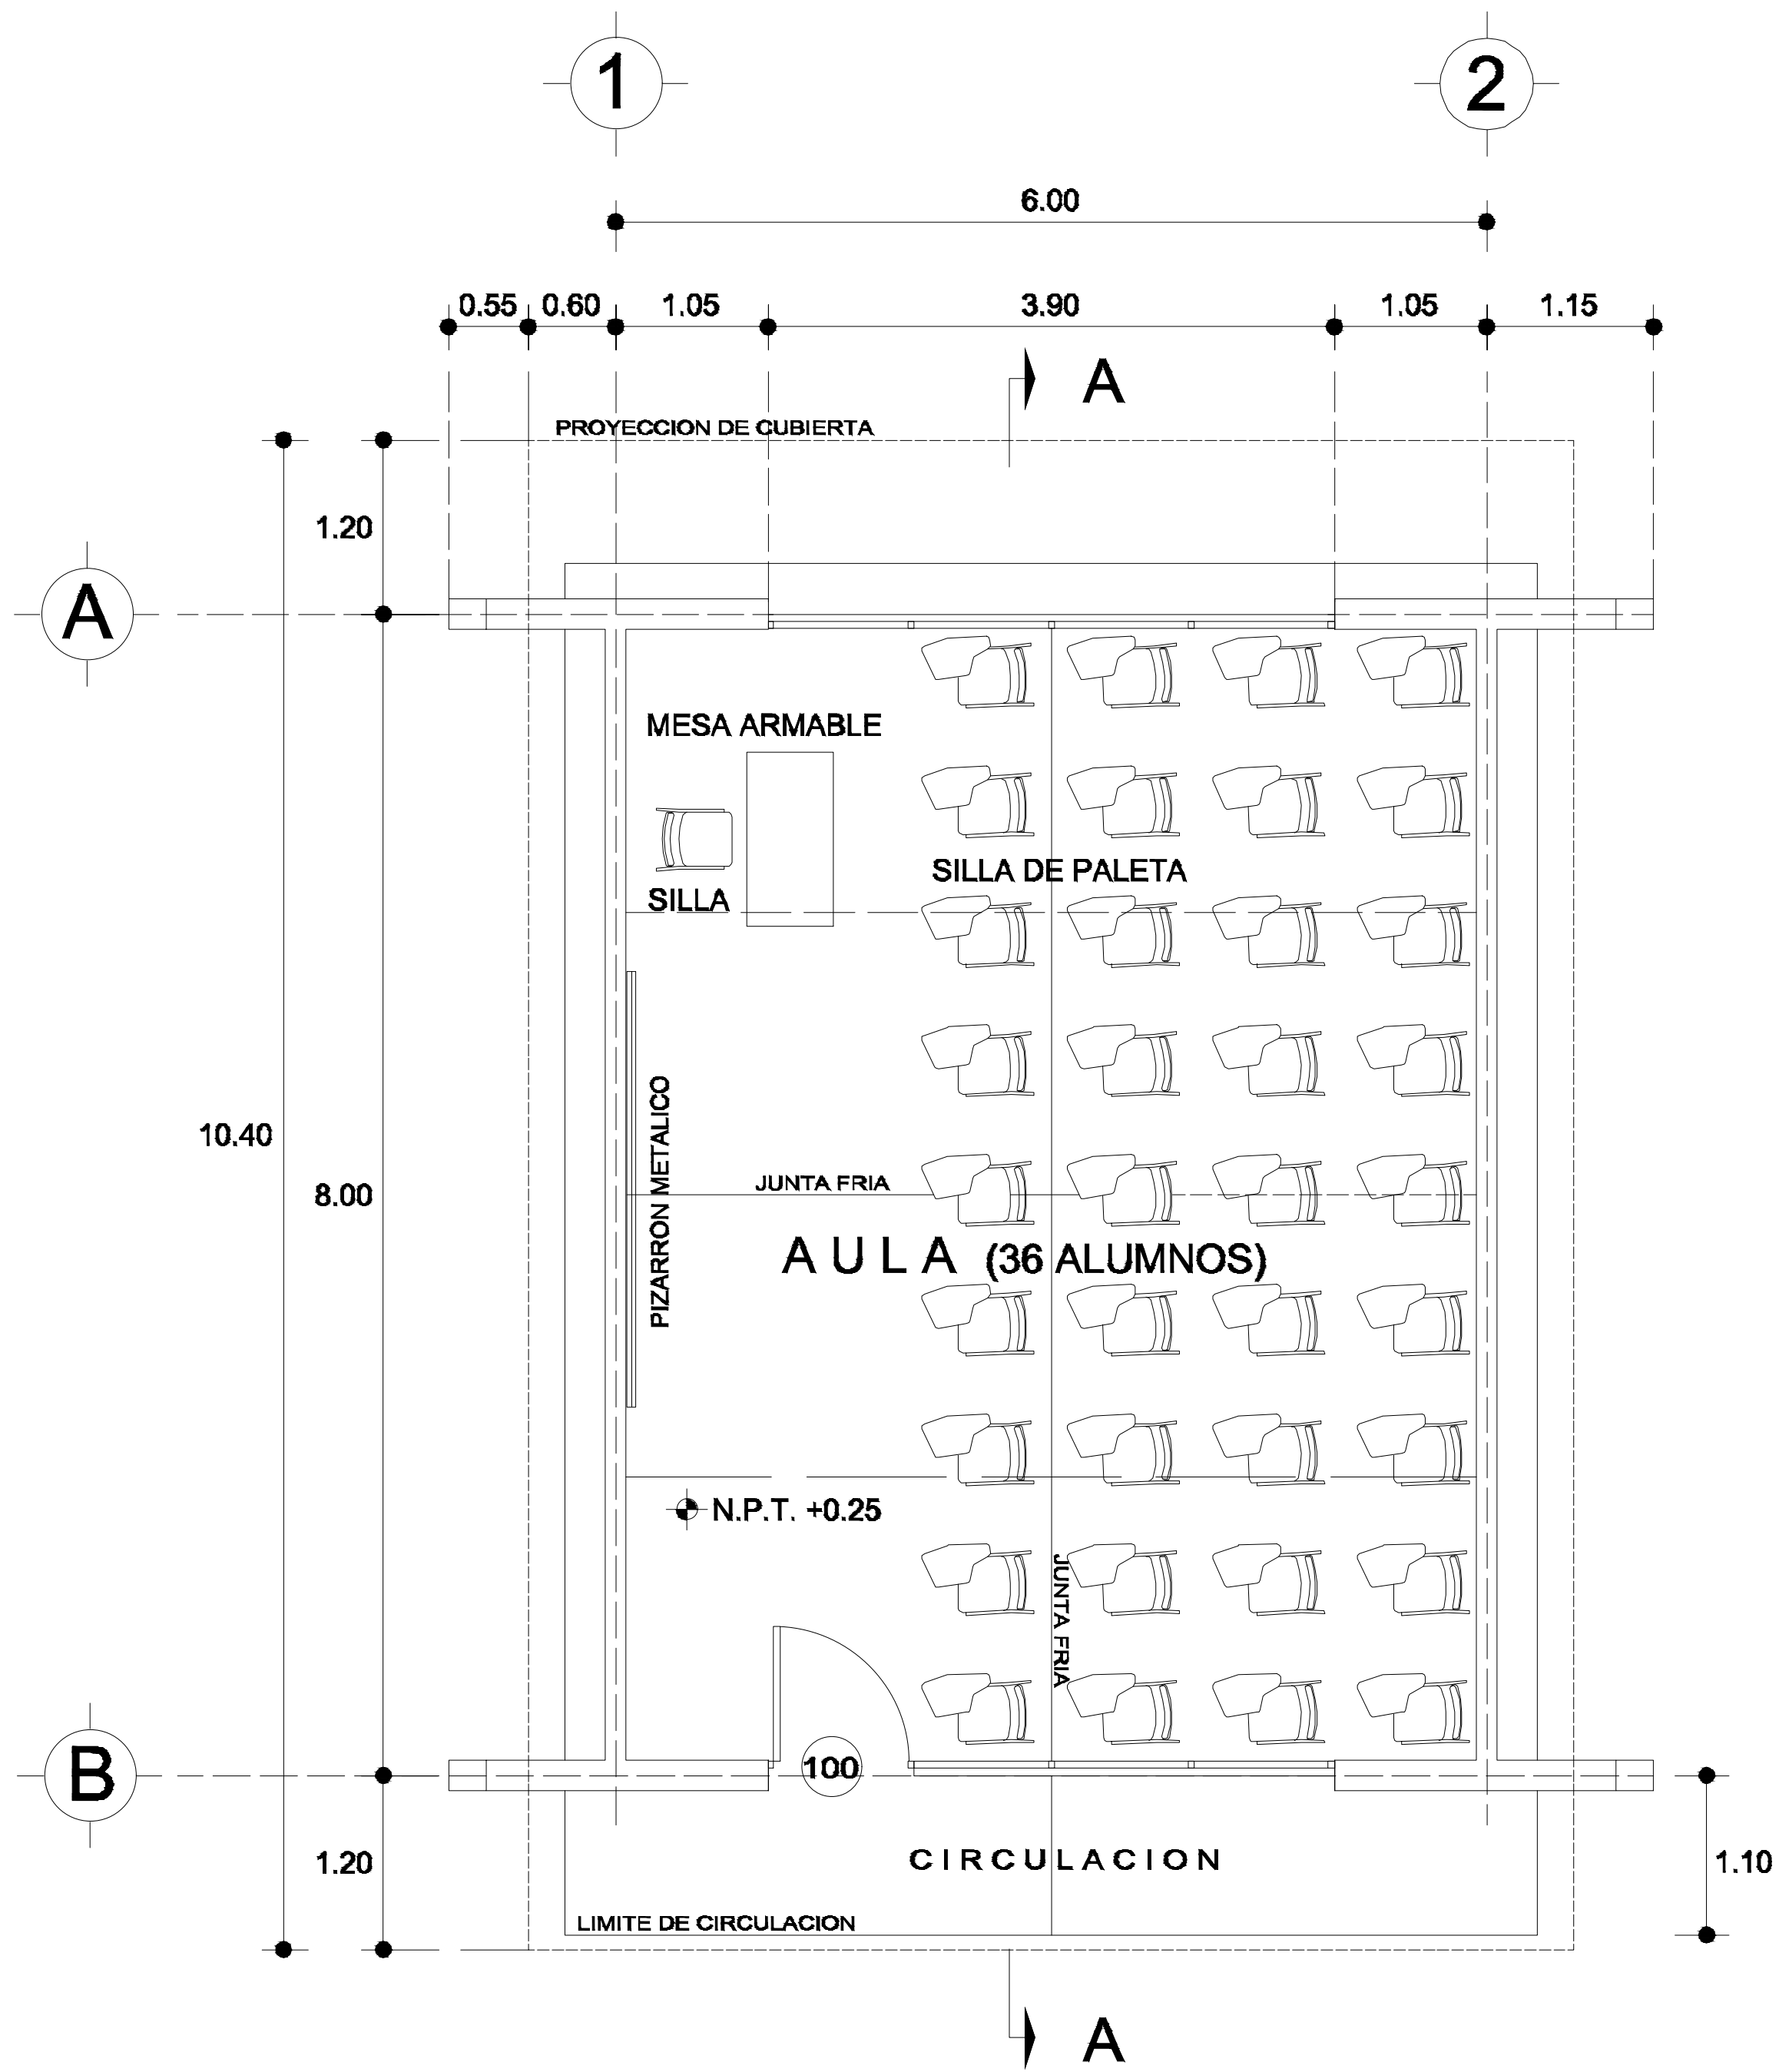 1 2
6.00
0.55 0.60 1.05 3.90 1.05 1.15
A
PROYECCION DE CUBIERTA
1.20
A
MESA ARMABLE
SILLA DE PALETA
SILLA
PIZARRON METALICO
10.40
8.00
JUNTA FRIA
A U L A (36 ALUMNOS)
N.P.T. +0.25
JUNTA FRIA
B
100
1.20
C I R C U L A C I O N
1.10
LIMITE DE CIRCULACION
A